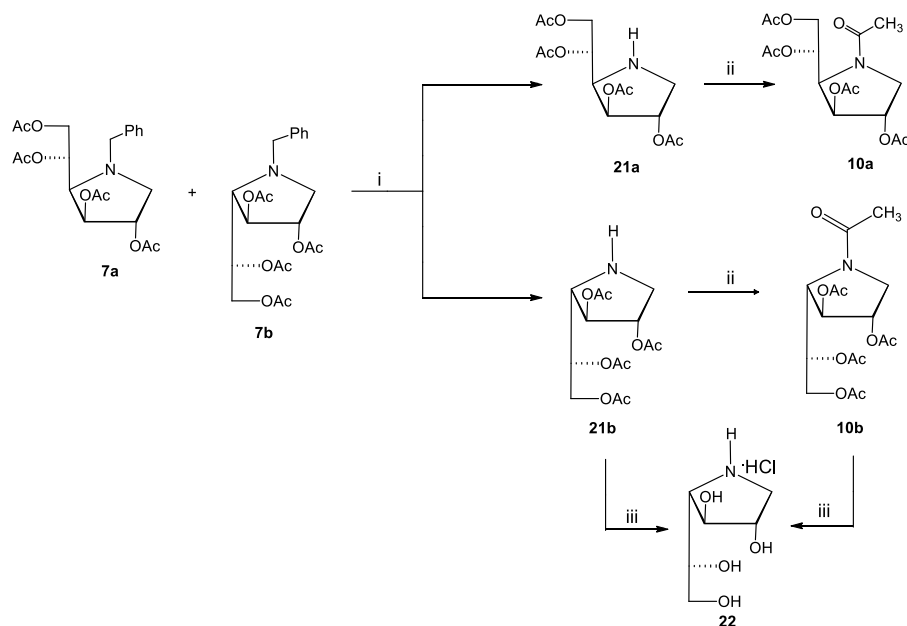 AcO
AcO
H
N
OAc
OAc
21a
ii
O
CH3
AcO
AcO
N
OAc
OAc
10a
AcO
AcO
Ph
N
OAc
OAc
7a
+
Ph
N
OAc
OAc
OAc
OAc
7b
i
H
N
OAc
OAc
OAc
OAc
21b
ii
O
CH3
N
OAc
OAc
OAc
OAc
10b
iii
iii
H
N
·HCl
OH
OH
OH
OH
22